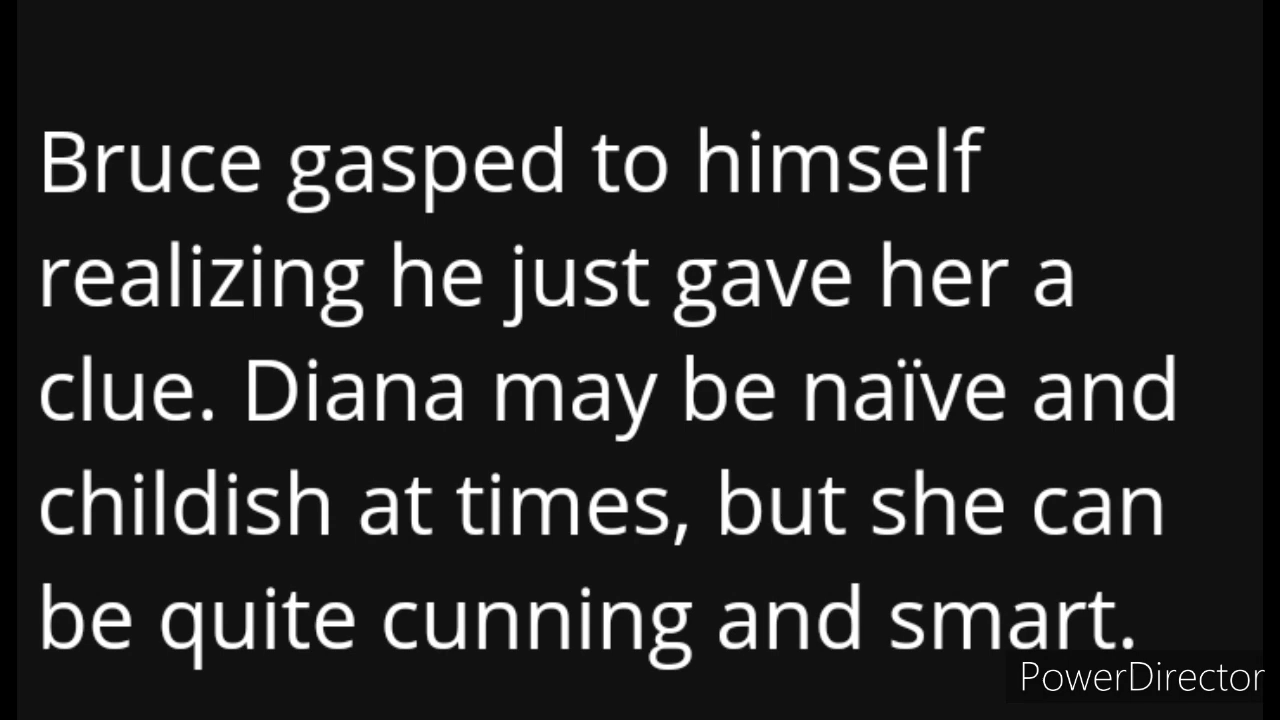 Bruce gasped to himself
realizing he just gave her a
clue. Diana may be naïve and
childish at times, but she can
be quite cunning and smart.
PowerDirector